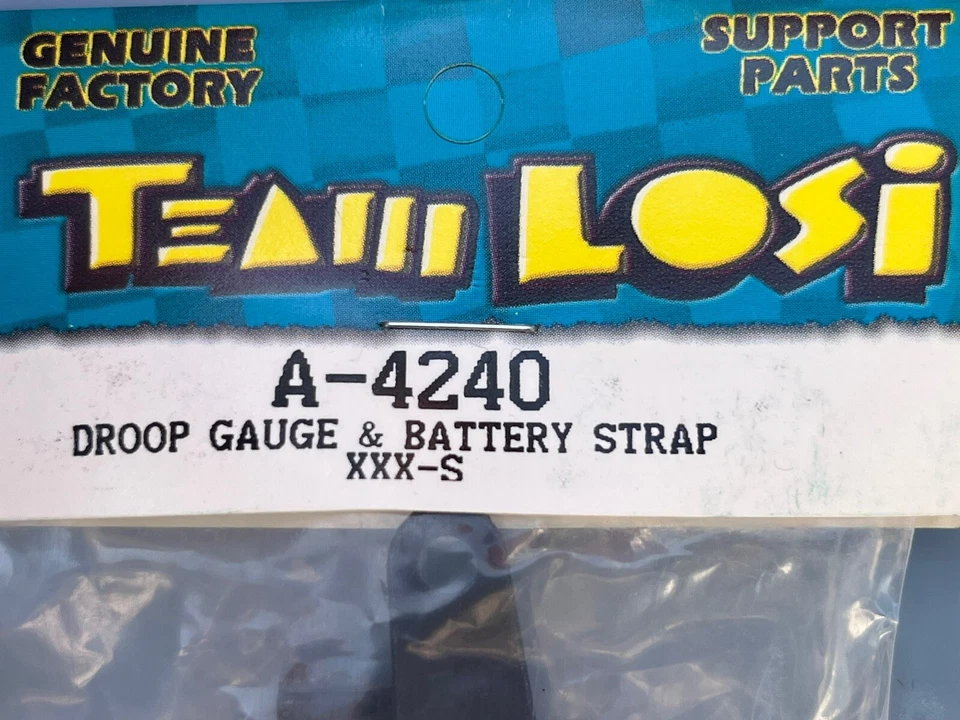 GENUINE FACTORY
SUPPORT PARTS
TEAM LOSi
A-4240
DROOP GAUGE & BATTERY STRAP
XXX-S